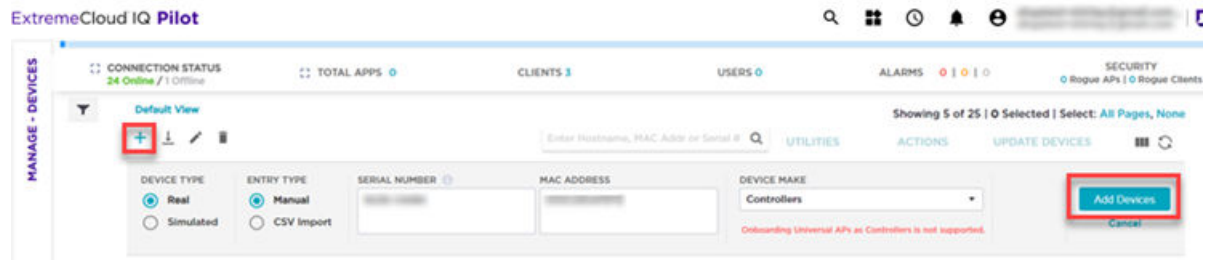 ExtremeCloud IQ Pilot
MANAGE - DEVICES
CONNECTION STATUS
24 Online / 1 Offline
TOTAL APPS 0
CLIENTS 3
USERS 0
ALARMS 0 | 0 | 0
SECURITY
0 Rogue APs | 0 Rogue Clients
Default View
Showing 5 of 25 | 0 Selected | Select: All Pages, None
Enter Hostname, MAC Addr or Serial #
UTILITIES
ACTIONS
UPDATE DEVICES
DEVICE TYPE
Real
Simulated
ENTRY TYPE
Manual
CSV Import
SERIAL NUMBER
MAC ADDRESS
DEVICE MAKE
Controllers
Onboarding Universal APs as Controllers is not supported.
Add Devices
Cancel